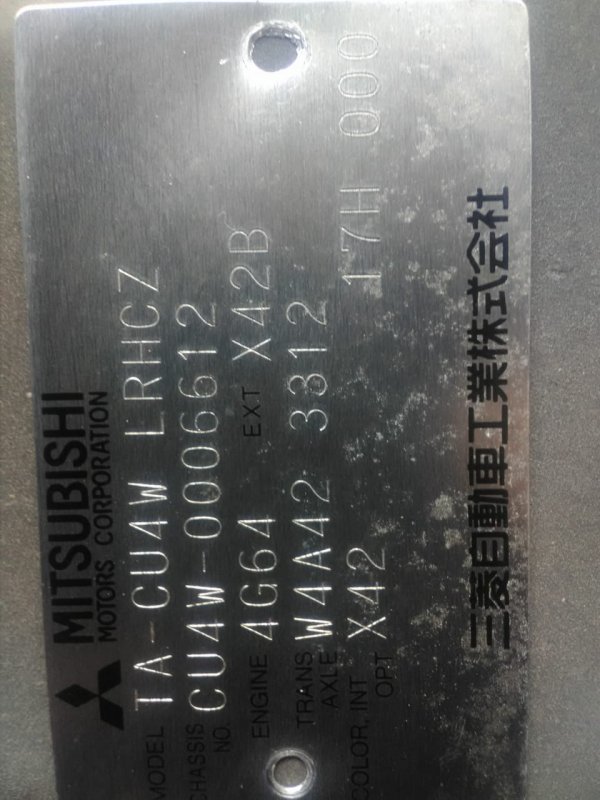 MITSUBISHI
MOTORS CORPORATION
MODEL TA-CU4W LRHCZ
CHASSIS NO. CU4W-0006612
ENGINE 4G64 EXT X42B
TRANS AXLE W4A42 3312
COLOR, INT OPT X42 17H 000
三菱自動車工業株式会社